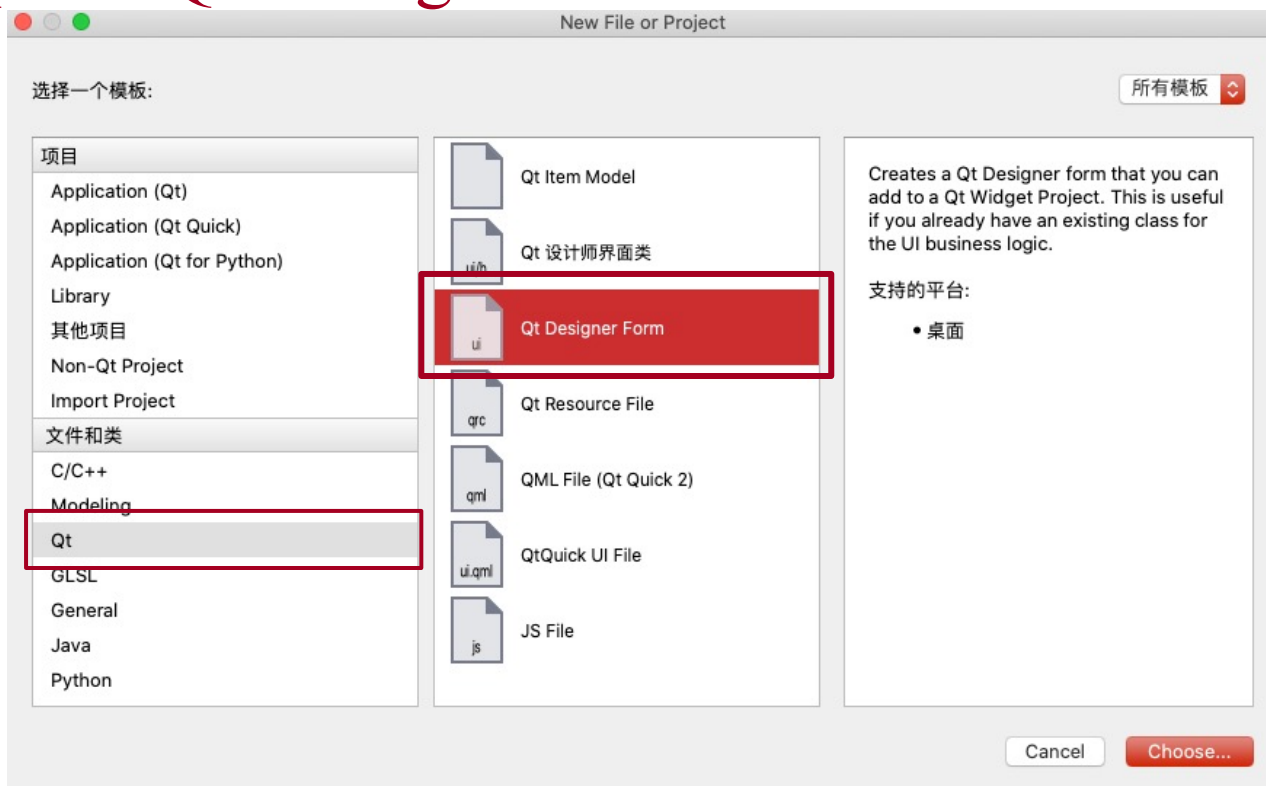 New File or Project
选择一个模板:
所有模板
项目
Application (Qt)
Application (Qt Quick)
Application (Qt for Python)
Library
其他项目
Non-Qt Project
Import Project
文件和类
C/C++
Modeling
Qt
GLSL
General
Java
Python
Qt Item Model
ui/h
Qt 设计师界面类
ui
Qt Designer Form
qrc
Qt Resource File
qml
QML File (Qt Quick 2)
ui.qml
QtQuick UI File
js
JS File
Creates a Qt Designer form that you can
add to a Qt Widget Project. This is useful
if you already have an existing class for
the UI business logic.
支持的平台:
• 桌面
Cancel
Choose...